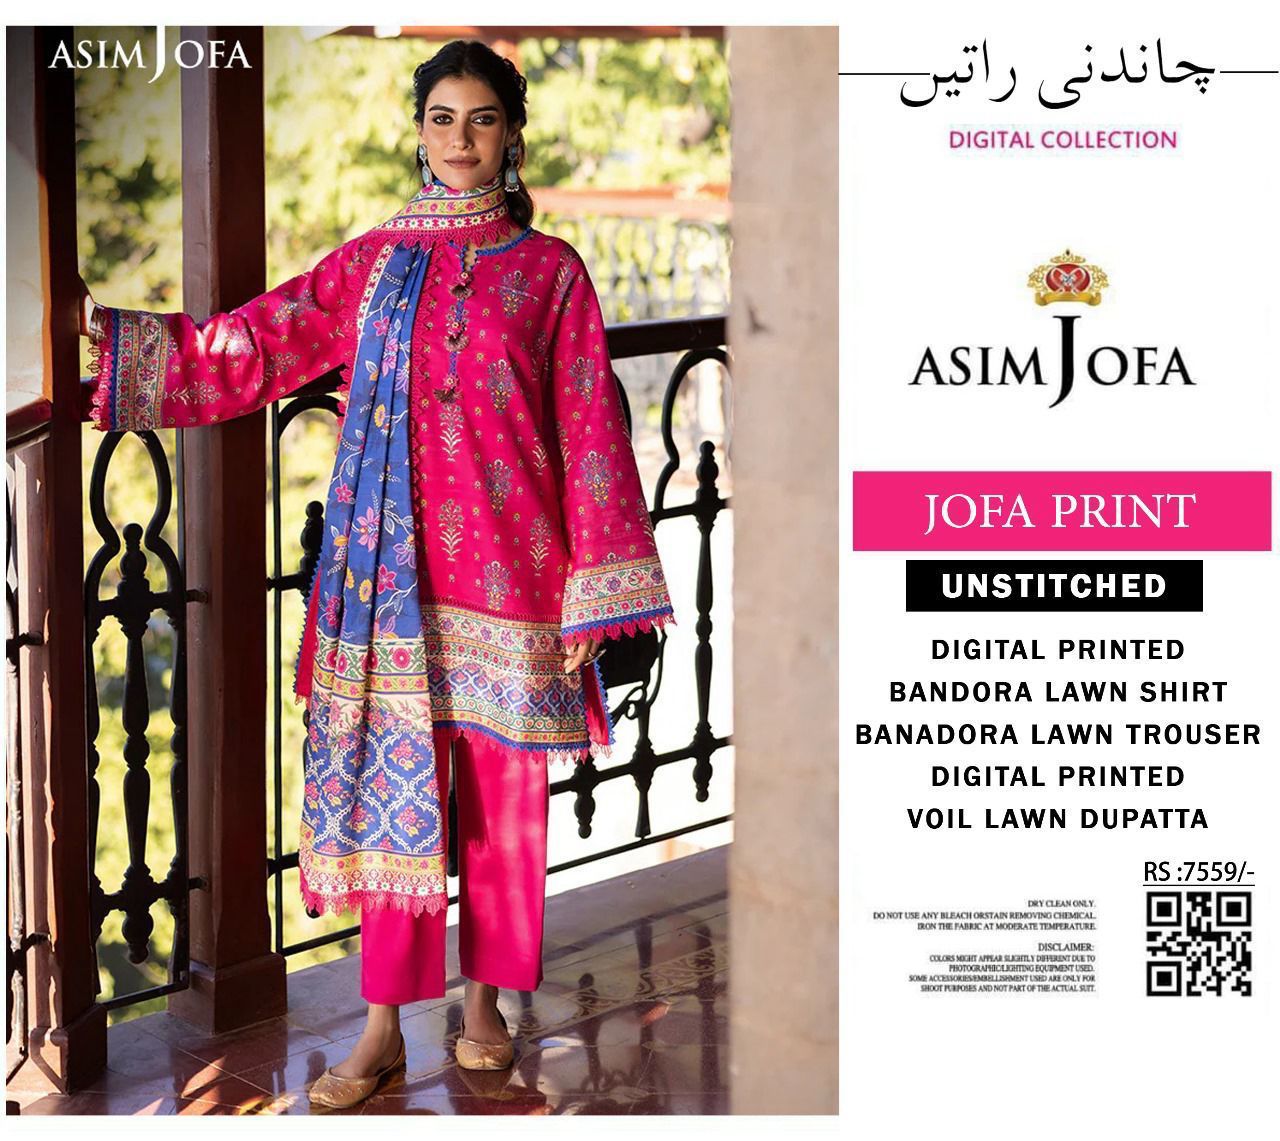 ASIM JOFA
چاندنی راتیں
DIGITAL COLLECTION
ASIM JOFA
JOFA PRINT
UNSTITCHED
DIGITAL PRINTED
BANDORA LAWN SHIRT
BANADORA LAWN TROUSER
DIGITAL PRINTED
VOIL LAWN DUPATTA
RS :7559/-
DRY CLEAN ONLY.
DO NOT USE ANY BLEACH ORSTAIN REMOVING CHEMICAL.
IRON THE FABRIC AT MODERATE TEMPERATURE.
DISCLAIMER:
COLORS MIGHT APPEAR SLIGHTLY DIFFERENT DUE TO
PHOTOGRAPHIC/LIGHTING EQUIPMENT USED.
SOME ACCESSORIES/EMBELLISHMENT USED ARE ONLY FOR
SHOOT PURPOSES AND NOT PART OF THE ACTUAL SUIT.